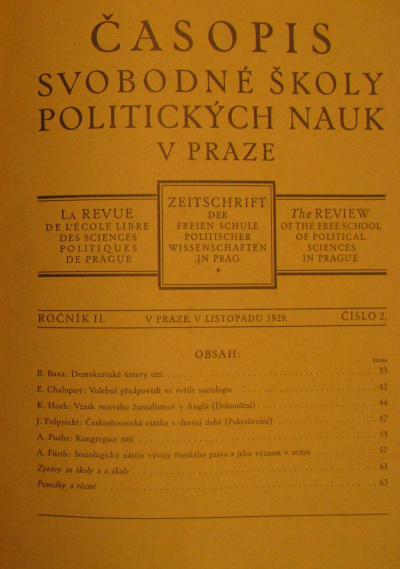 ČASOPIS
SVOBODNÉ ŠKOLY
POLITICKÝCH NAUK
V PRAZE
LA REVUE
DE L'ÉCOLE LIBRE
DES SCIENCES
POLITIQUES
DE PRAGUE
ZEITSCHRIFT
DER
FREIEN SCHULE
POLITISCHER
WISSENSCHAFTEN
IN PRAG
*
The REVIEW
OF THE FREE SCHOOL
OF POLITICAL
SCIENCES
IN PRAGUE
ROČNÍK II. V PRAZE, V LISTOPADU 1929. ČÍSLO 2.
OBSAH:
Strana
B. Baxa: Demokratické ústavy cizí 33
E. Chalupný: Volební předpovědi ve světle sociologie 42
K. Hoch: Vznik »nového žurnalismu« v Anglii (Dokončení) 44
J. Folprecht: Československá otázka v dnešní době (Pokračování) 47
A. Fuchs: Kongregace ritů 53
A. Fürth: Sociologický nástin vývoje římského práva a jeho význam v antice 57
Zprávy ze školy a o škole 61
Posudky a různé 63